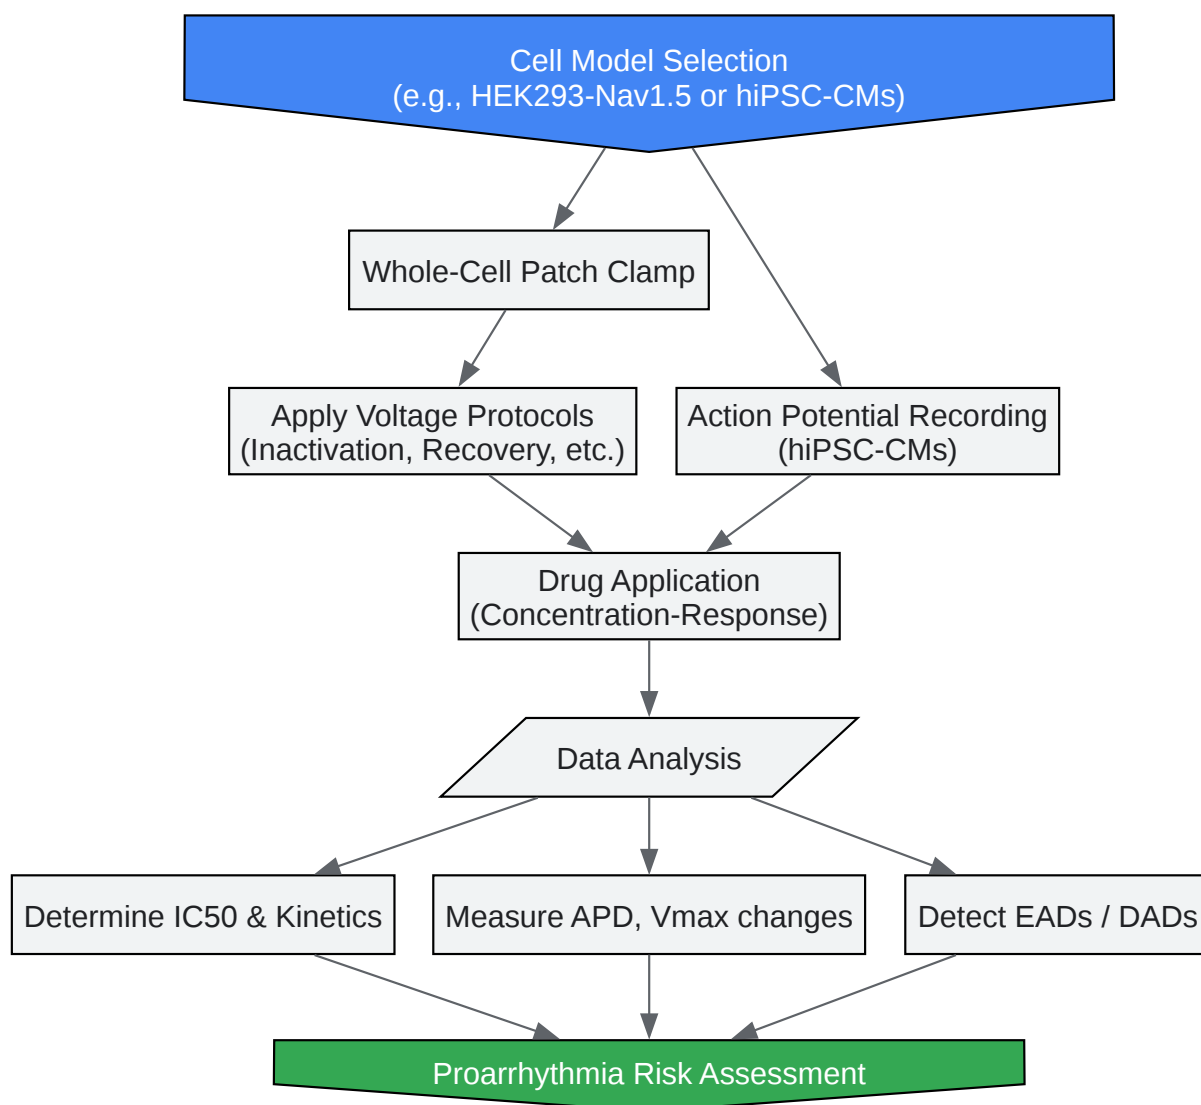 Cell Model Selection
(e.g., HEK293-Nav1.5 or hiPSC-CMs)
Whole-Cell Patch Clamp
Apply Voltage Protocols
(Inactivation, Recovery, etc.)
Action Potential Recording
(hiPSC-CMs)
Drug Application
(Concentration-Response)
Data Analysis
Determine IC50 & Kinetics
Measure APD, Vmax changes
Detect EADs / DADs
Proarrhythmia Risk Assessment